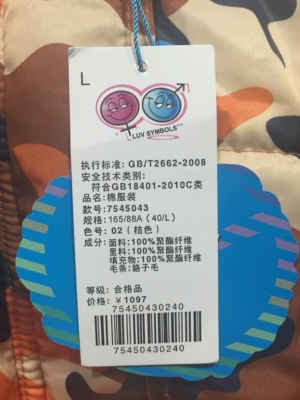 L
LUV SYMBOLS
执行标准: GB/T2662-2008
安全技术类别:
符合GB18401-2010C类
品名: 棉服装
款号: 7545043
规格: 165/88A (40/L)
色号: 02 (桔色)
成分: 面料:100%聚酯纤维
里料:100%聚酯纤维
填充物:100%聚酯纤维
毛条:貉子毛
等级: 合格品
价格: ¥1097
75450430240
75450430240